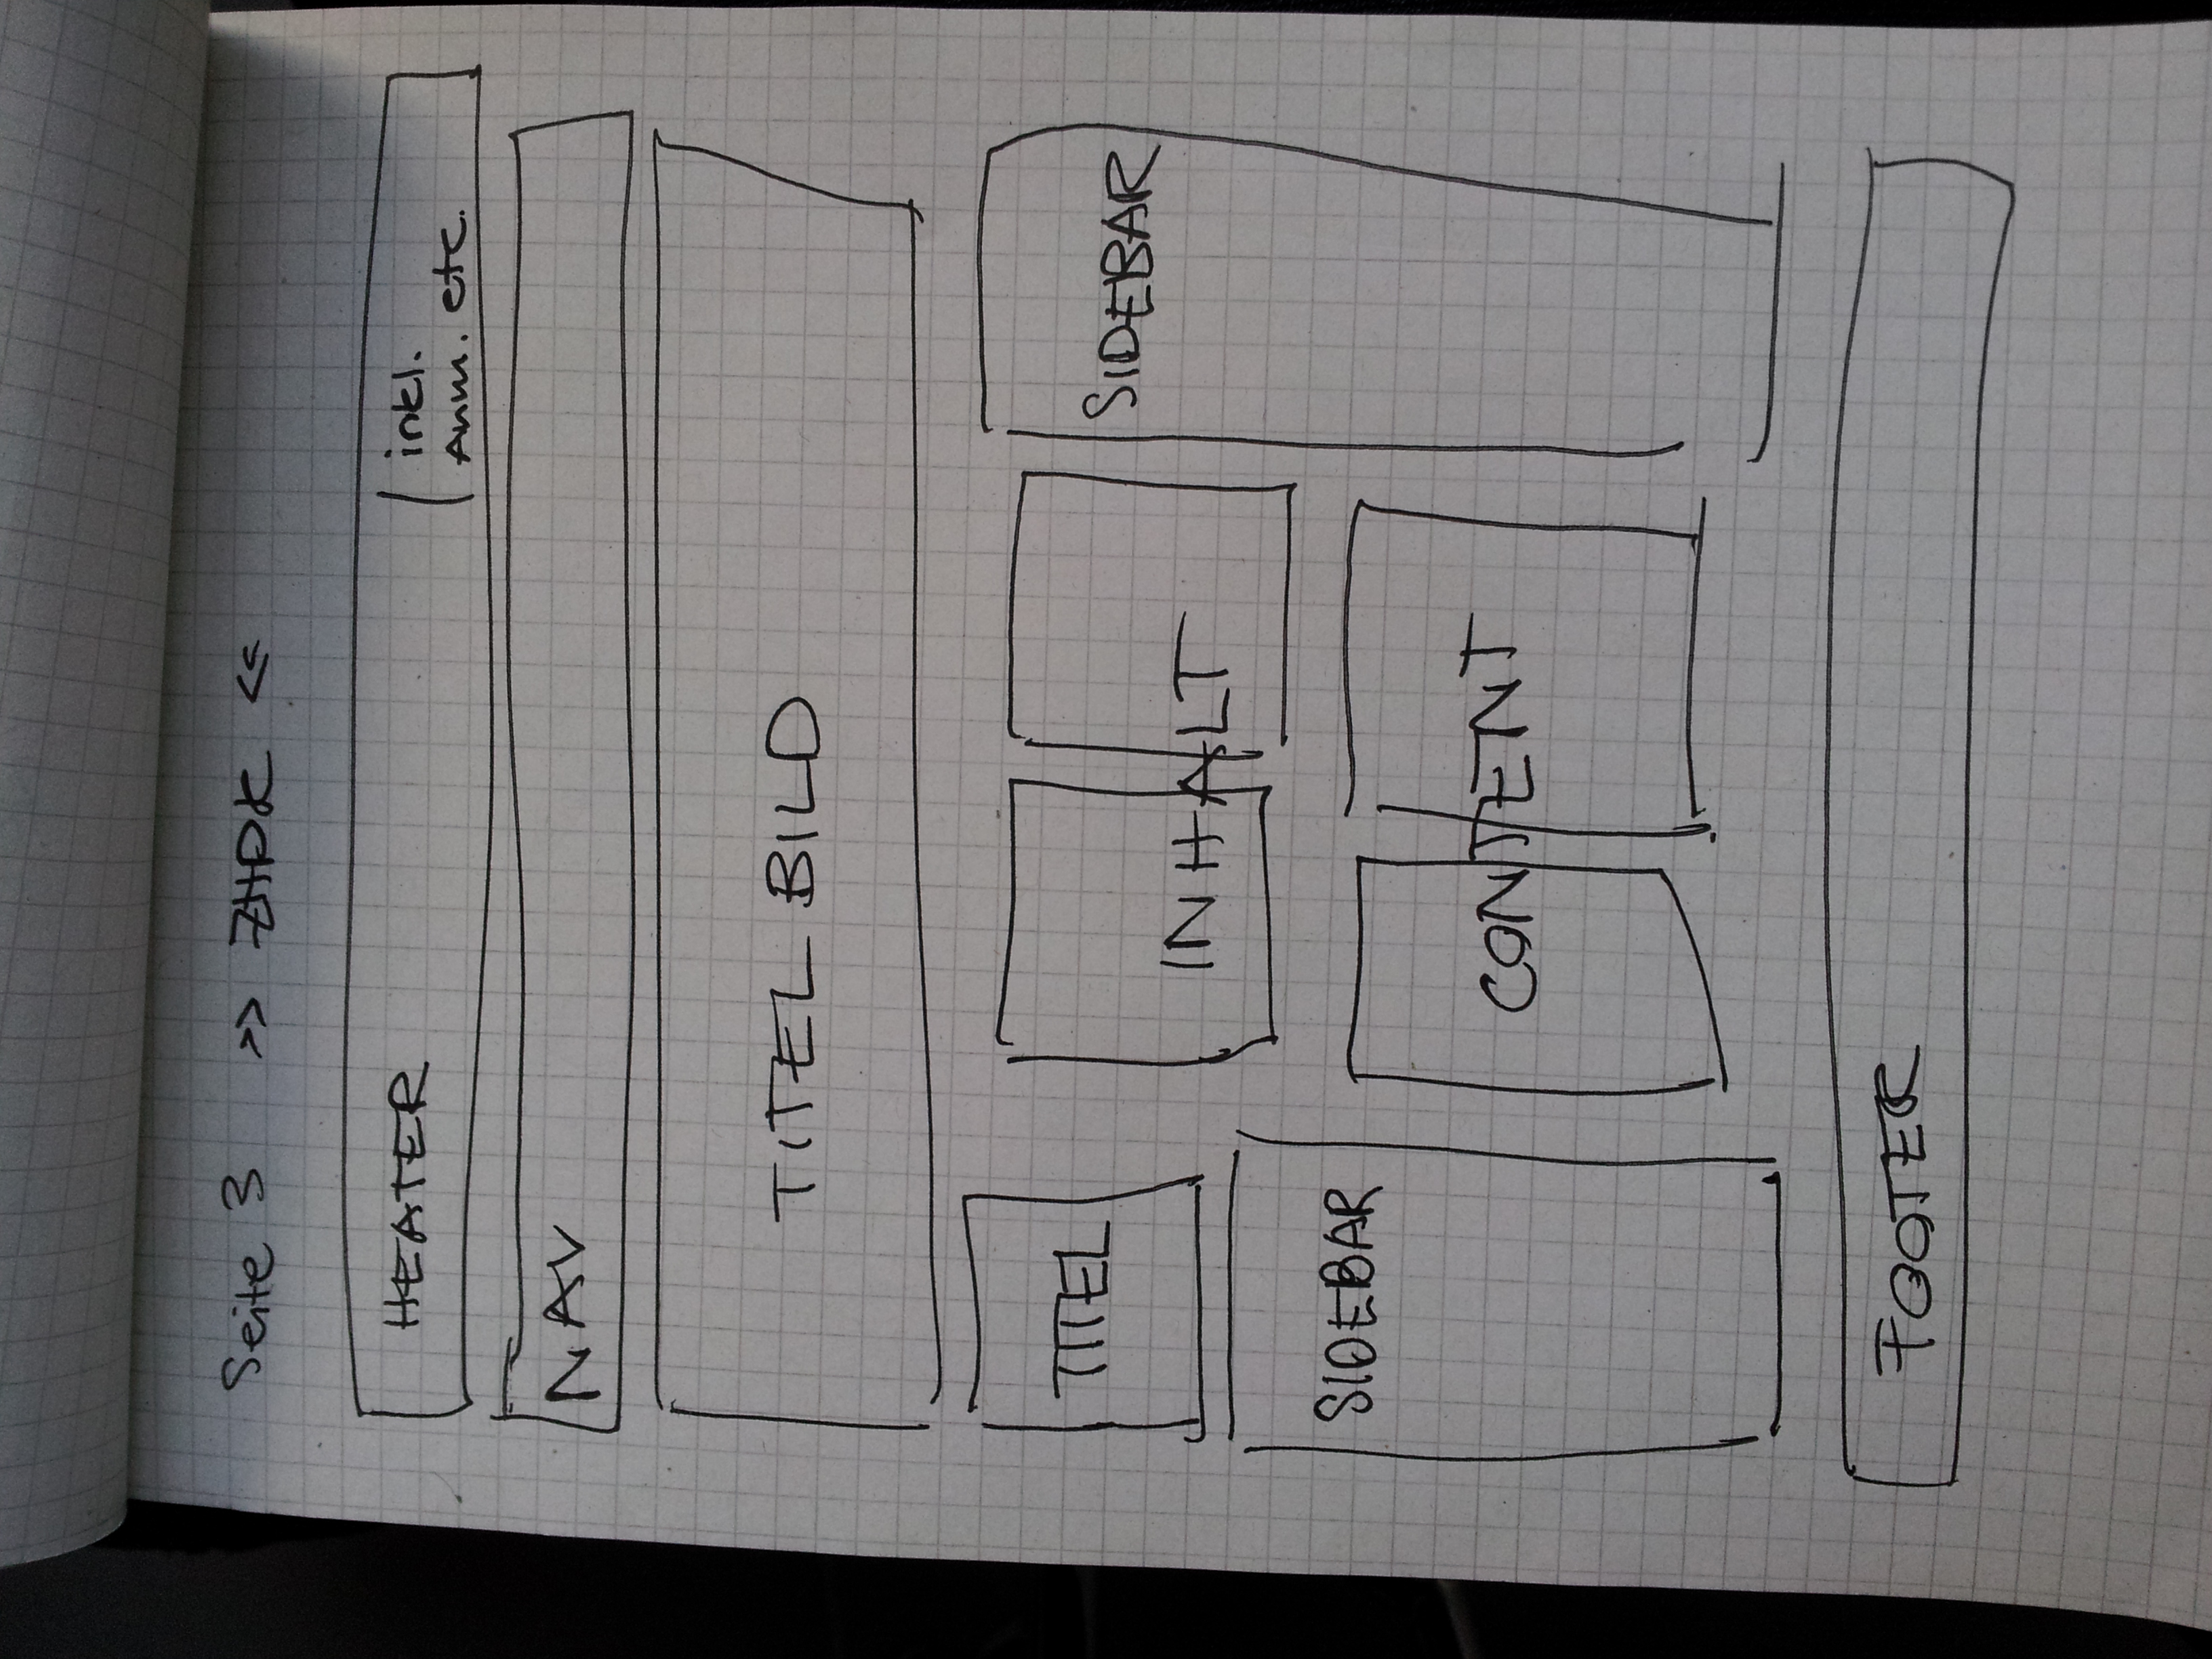 Seite 3 >> ZHDK <<
HEATER
( inkl.
Anm. etc.
NAV
TITEL BILD
TITEL
INHALT
SIDEBAR
SIDEBAR
CONTENT
FOOTER